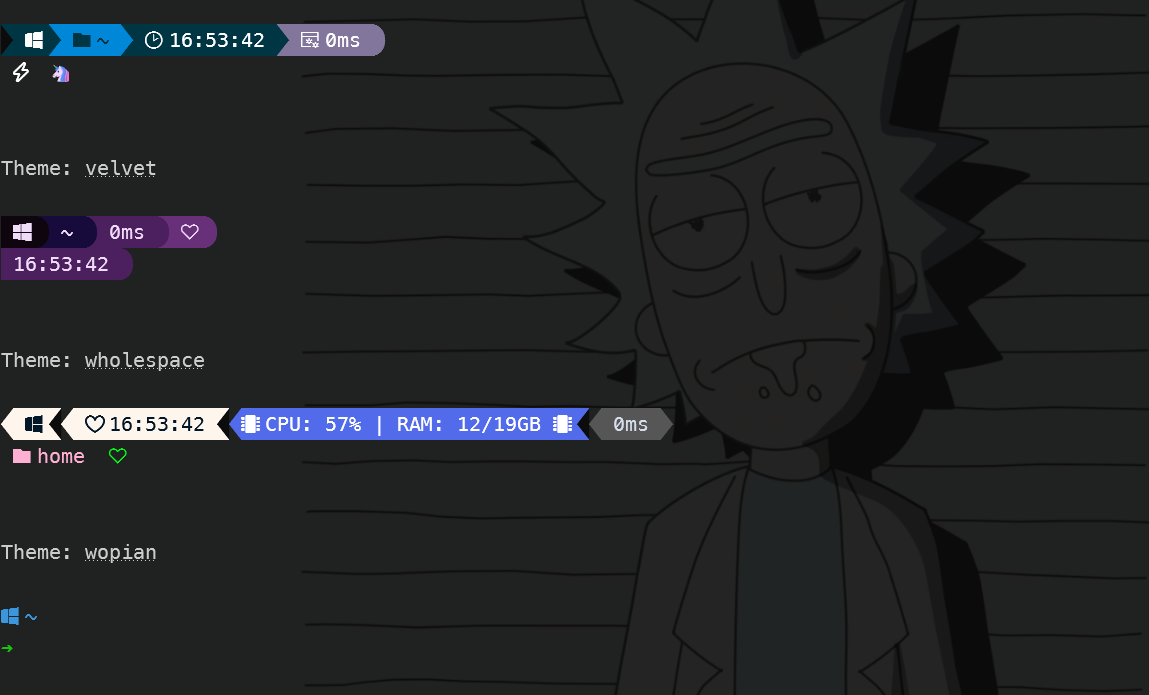 ~ 16:53:42 0ms
Theme: velvet
~ 0ms
16:53:42
Theme: wholespace
16:53:42 CPU: 57% | RAM: 12/19GB 0ms
home
Theme: wopian
~
➜